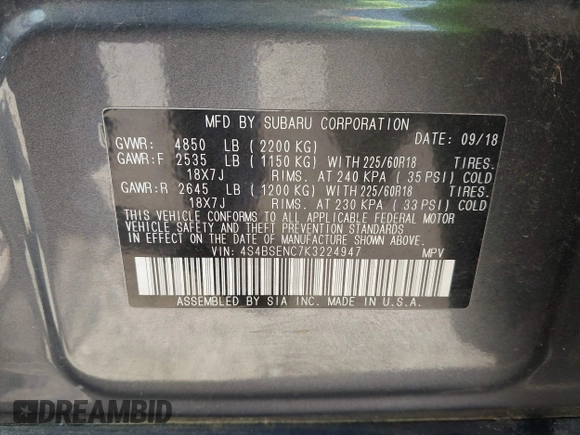 MFD BY SUBARU CORPORATION
GVWR: 4850 LB (2200 KG) DATE: 09/18
GAWR:F 2535 LB (1150 KG) WITH 225/60R18 TIRES.
18X7J RIMS. AT 240 KPA (35 PSI) COLD
GAWR:R 2645 LB (1200 KG) WITH 225/60R18 TIRES.
18X7J RIMS. AT 230 KPA (33 PSI) COLD
THIS VEHICLE CONFORMS TO ALL APPLICABLE FEDERAL MOTOR
VEHICLE SAFETY AND THEFT PREVENTION STANDARDS
IN EFFECT ON THE DATE OF MANUFACTURE SHOWN ABOVE.
VIN: 4S4BSENC7K3224947 MPV
ASSEMBLED BY SIA INC. MADE IN U.S.A.
DREAMBID